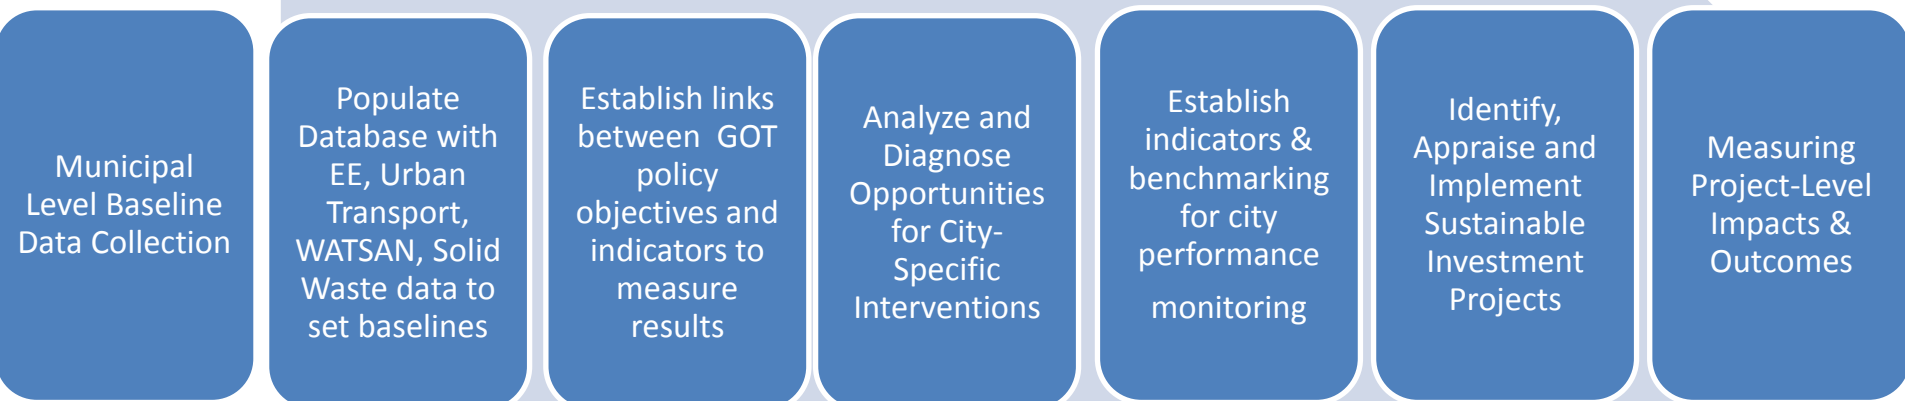 Municipal
Level Baseline
Data Collection
Populate
Database with
EE, Urban
Transport,
WATSAN, Solid
Waste data to
set baselines
Establish links
between GOT
policy
objectives and
indicators to
measure
results
Analyze and
Diagnose
Opportunities
for City-
Specific
Interventions
Establish
indicators &
benchmarking
for city
performance
monitoring
Identify,
Appraise and
Implement
Sustainable
Investment
Projects
Measuring
Project-Level
Impacts &
Outcomes